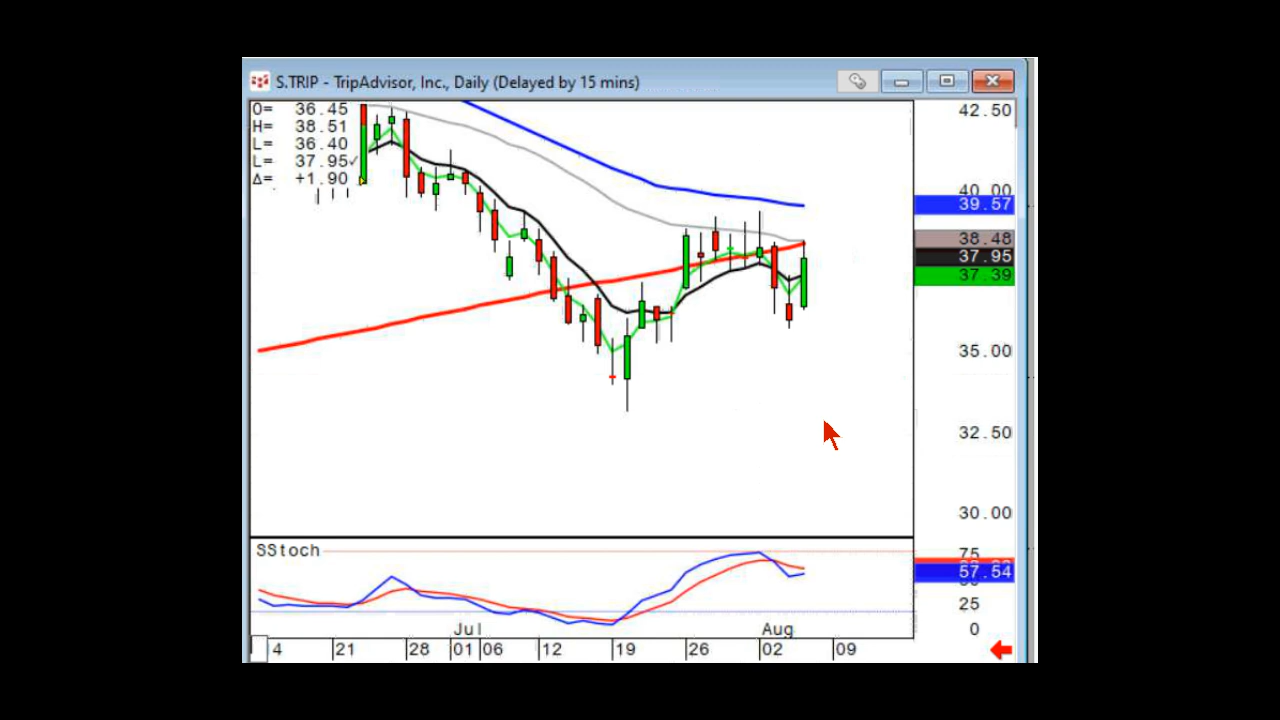 S.TRIP - TripAdvisor, Inc., Daily (Delayed by 15 mins)
O= 36.45
H= 38.51
L= 36.40
L= 37.95✓
Δ= +1.90
42.50
40.00
39.57
38.48
37.95
37.39
35.00
32.50
30.00
SStoch
75
57.54
25
0
Jul Aug
4 21 28 01 06 12 19 26 02 09